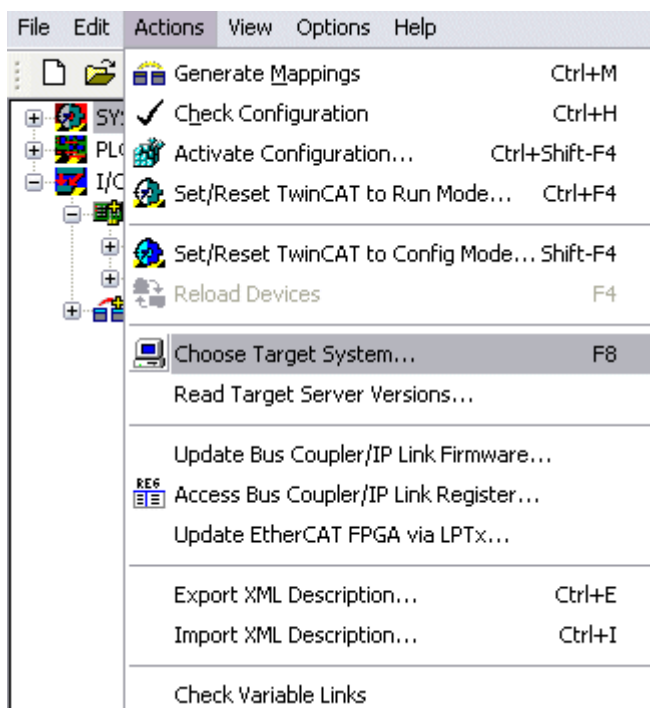 File Edit Actions View Options Help
Generate Mappings Ctrl+M
SY Check Configuration Ctrl+H
PL Activate Configuration... Ctrl+Shift-F4
I/ Set/Reset TwinCAT to Run Mode... Ctrl+F4
Set/Reset TwinCAT to Config Mode... Shift-F4
Reload Devices F4
Choose Target System... F8
Read Target Server Versions...
Update Bus Coupler/IP Link Firmware...
REG Access Bus Coupler/IP Link Register...
Update EtherCAT FPGA via LPTx...
Export XML Description... Ctrl+E
Import XML Description... Ctrl+I
Check Variable Links